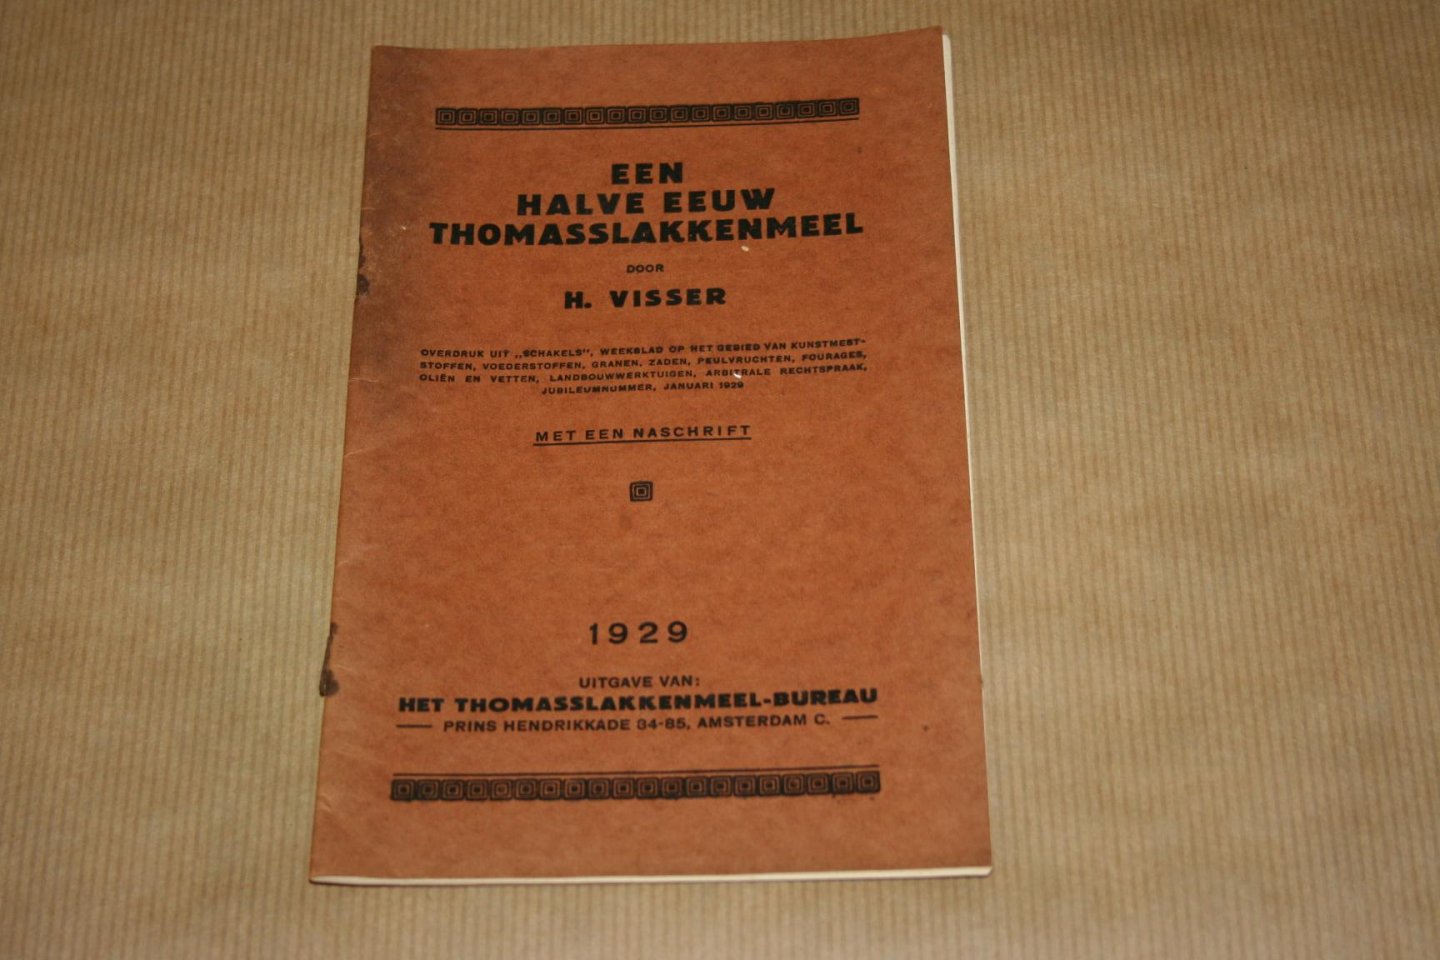 EEN
HALVE EEUW
THOMASSLAKKENMEEL
DOOR
H. VISSER
OVERDRUK UIT „SCHAKELS”, WEEKBLAD OP HET GEBIED VAN KUNSTMEST-
STOFFEN, VOEDERSTOFFEN, GRANEN, ZADEN, PEULVRUCHTEN, FOURAGES,
OLIËN EN VETTEN, LANDBOUWWERKTUIGEN, ARBITRALE RECHTSPRAAK,
JUBILEUMNUMMER, JANUARI 1929
MET EEN NASCHRIFT
1929
UITGAVE VAN:
HET THOMASSLAKKENMEEL-BUREAU
— PRINS HENDRIKKADE 84-85, AMSTERDAM C. —